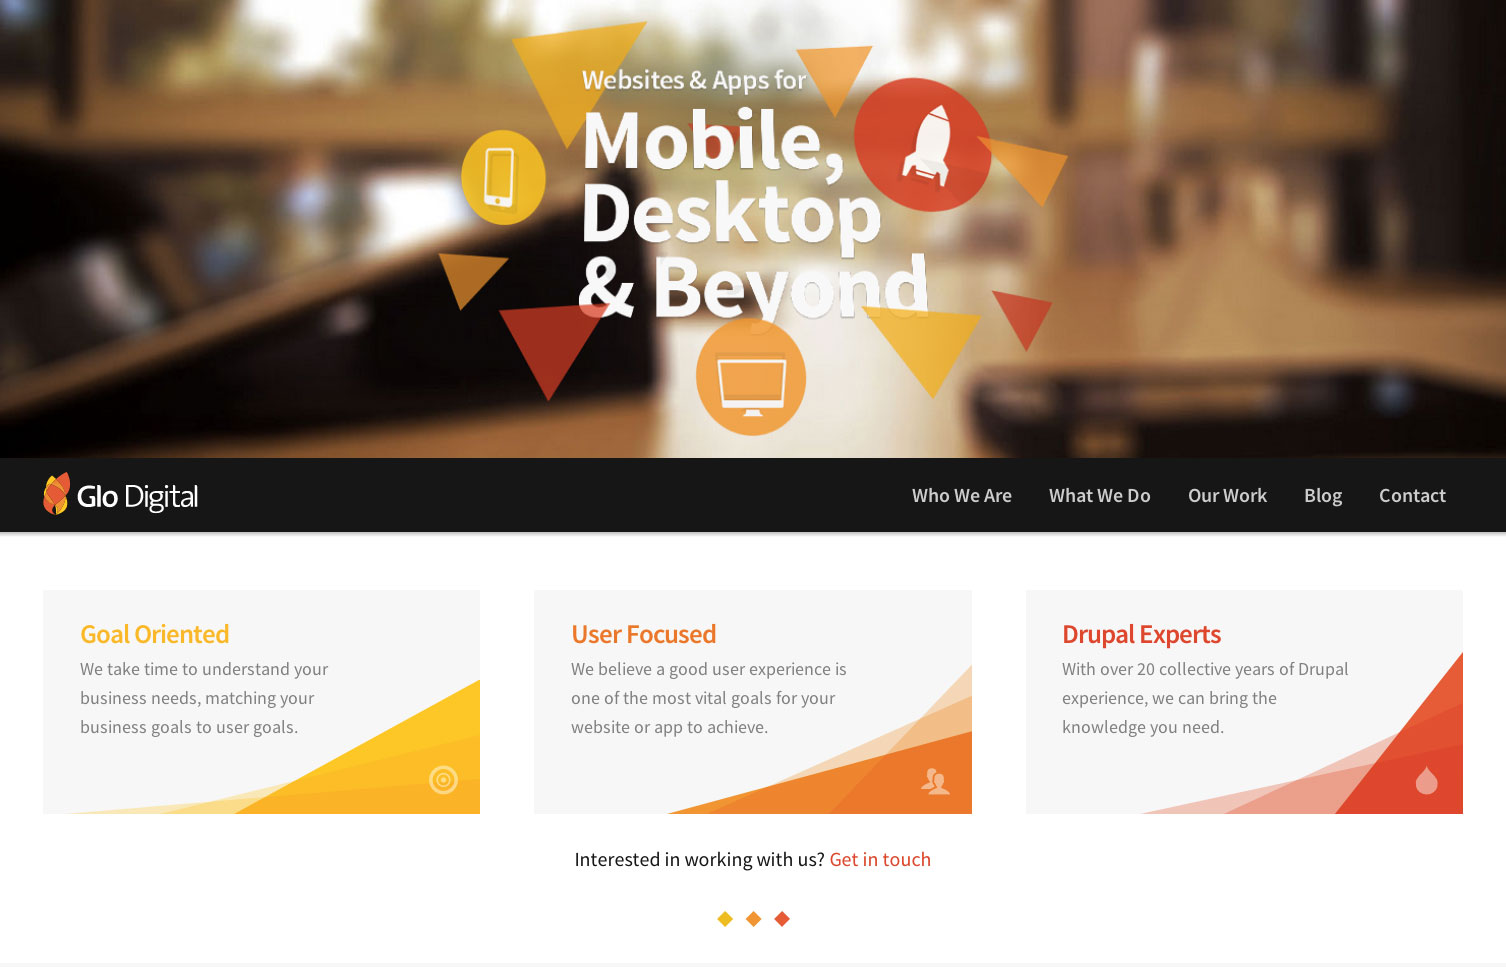 Websites & Apps for
Mobile,
Desktop
& Beyond
Glo Digital
Who We Are
What We Do
Our Work
Blog
Contact
Goal Oriented
We take time to understand your
business needs, matching your
business goals to user goals.
User Focused
We believe a good user experience is
one of the most vital goals for your
website or app to achieve.
Drupal Experts
With over 20 collective years of Drupal
experience, we can bring the
knowledge you need.
Interested in working with us? Get in touch